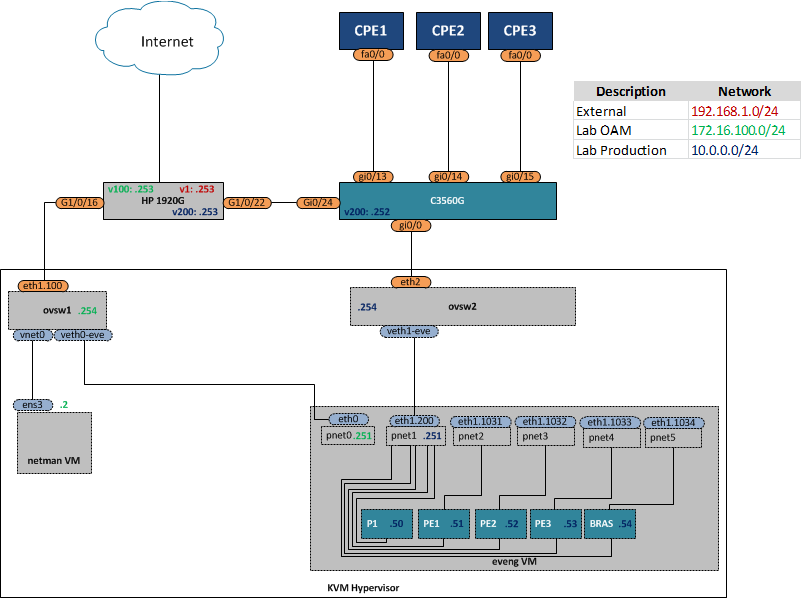 Internet
CPE1
CPE2
CPE3
fa0/0
fa0/0
fa0/0
Description Network
External 192.168.1.0/24
Lab OAM 172.16.100.0/24
Lab Production 10.0.0.0/24
gi0/13
gi0/14
gi0/15
v100: .253 v1: .253
HP 1920G
v200: .253
G1/0/16
G1/0/22
Gi0/24
C3560G
v200: .252
gi0/0
eth1.100
ovsw1 .254
vnet0
veth0-eve
eth2
.254 ovsw2
veth1-eve
ens3 .2
netman VM
eth0
pnet0 .251
eth1.200
pnet1 .251
eth1.1031
pnet2
eth1.1032
pnet3
eth1.1033
pnet4
eth1.1034
pnet5
P1 .50
PE1 .51
PE2 .52
PE3 .53
BRAS .54
eveng VM
KVM Hypervisor